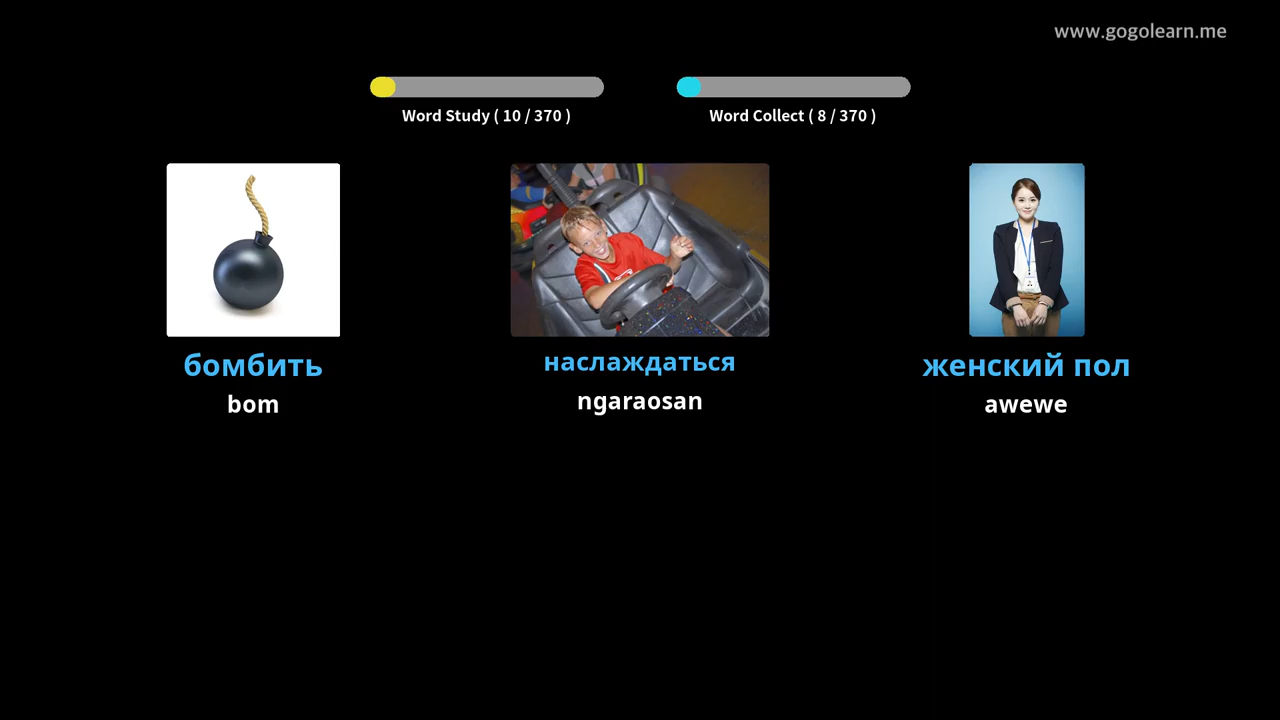 www.gogolearn.me
Word Study ( 10 / 370 )
Word Collect ( 8 / 370 )
бомбить
bom
наслаждаться
ngaraosan
женский пол
awewe